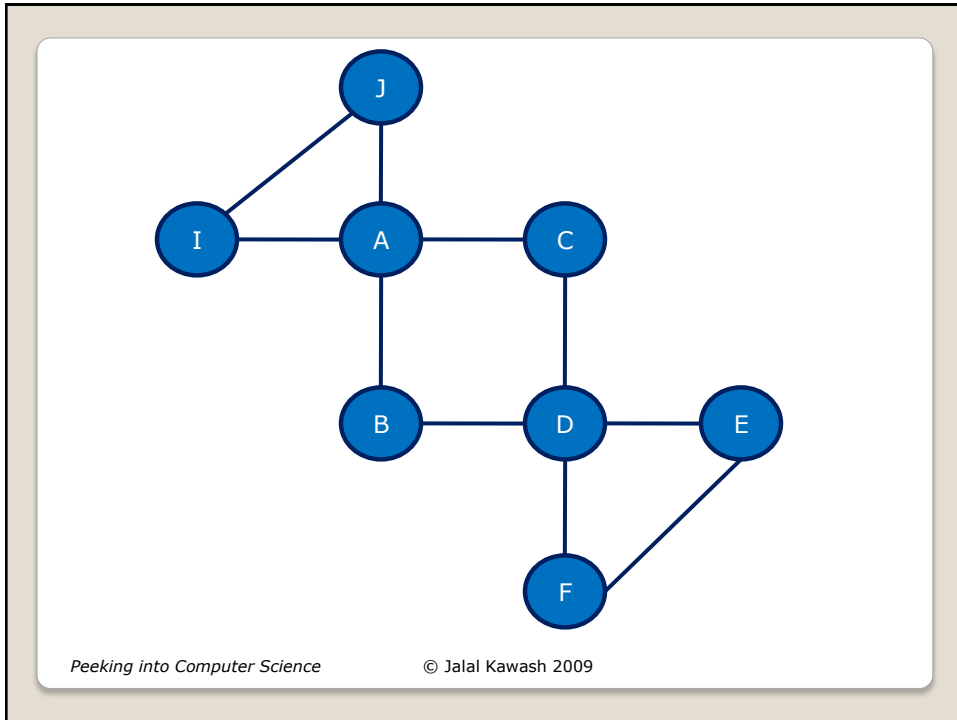 J
I A C
B D E
F
Peeking into Computer Science © Jalal Kawash 2009